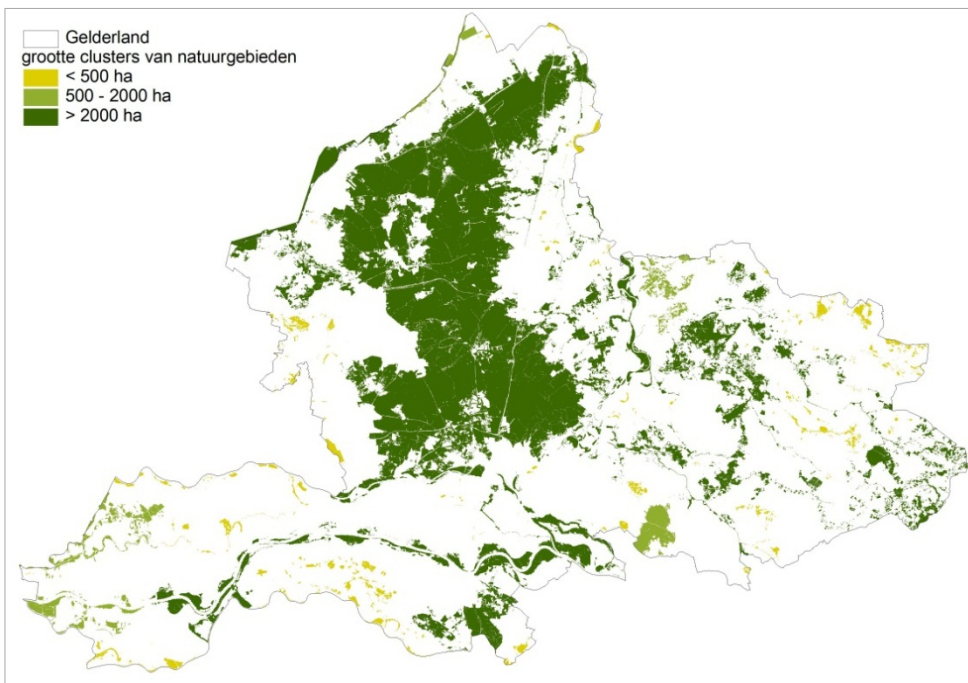 Gelderland
grootte clusters van natuurgebieden
< 500 ha
500 - 2000 ha
> 2000 ha